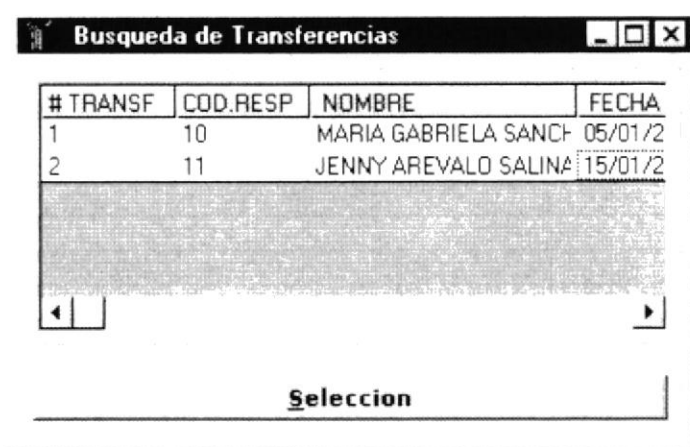 Busqueda de Transferencias
# TRANSF COD.RESP NOMBRE FECHA
1 10 MARIA GABRIELA SANCH 05/01/2
2 11 JENNY AREVALO SALINA 15/01/2
Seleccion